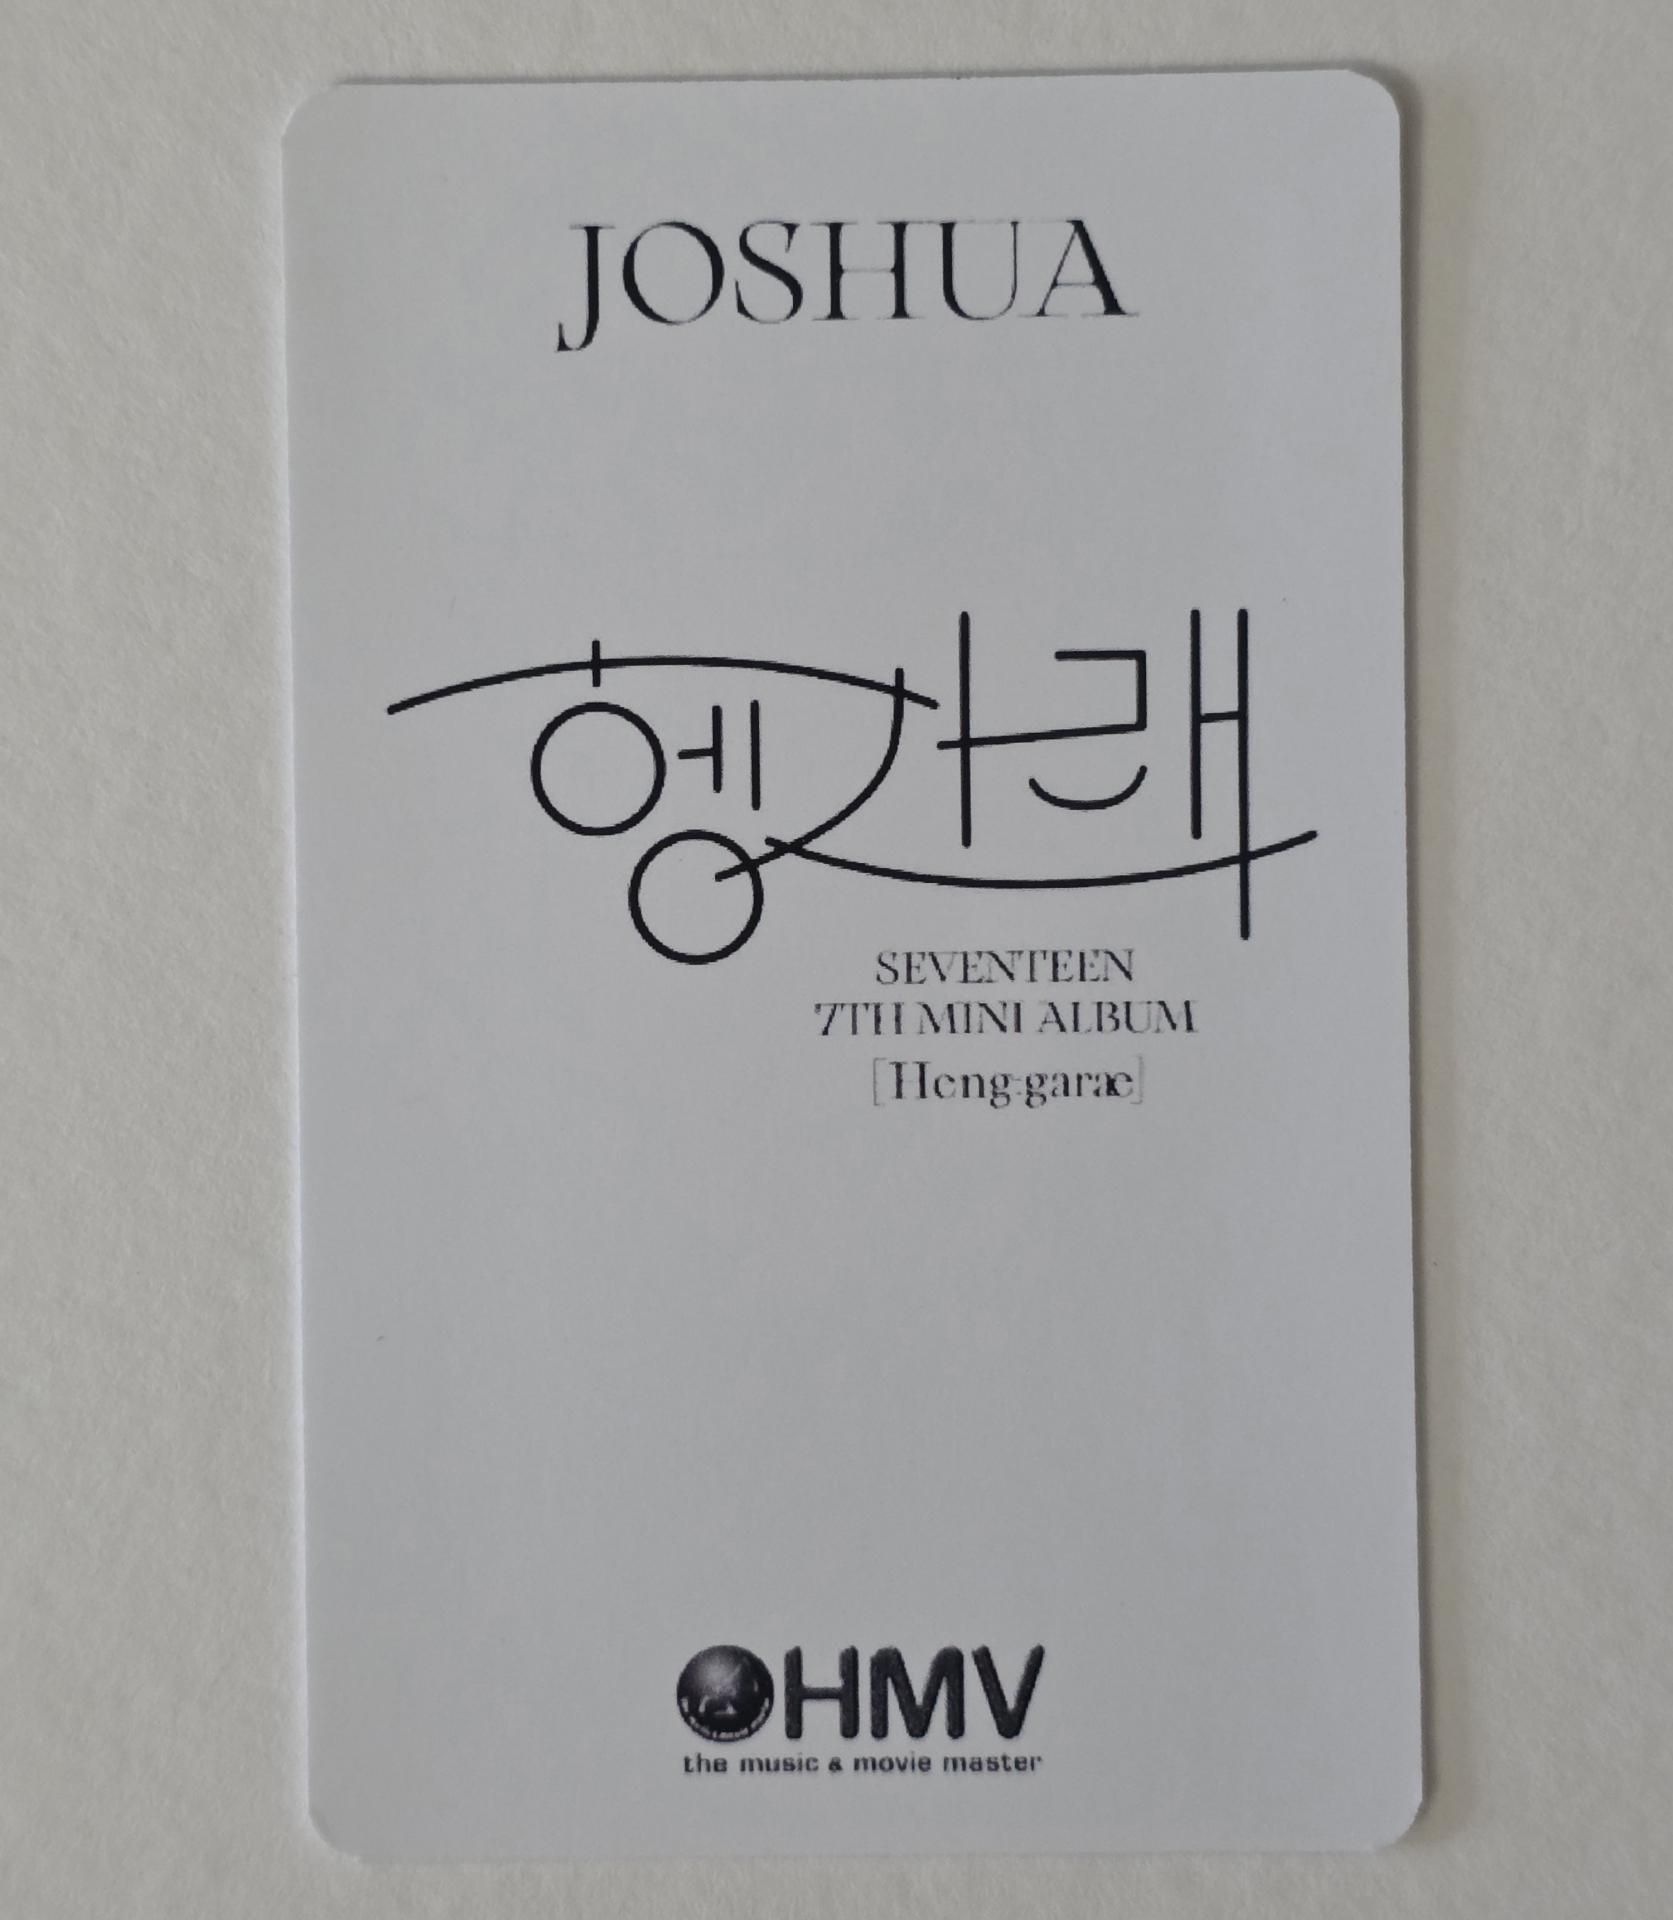 JOSHUA
헹가래
SEVENTEEN
7TH MINI ALBUM
[Heng:garæ]
HMV
the music & movie master